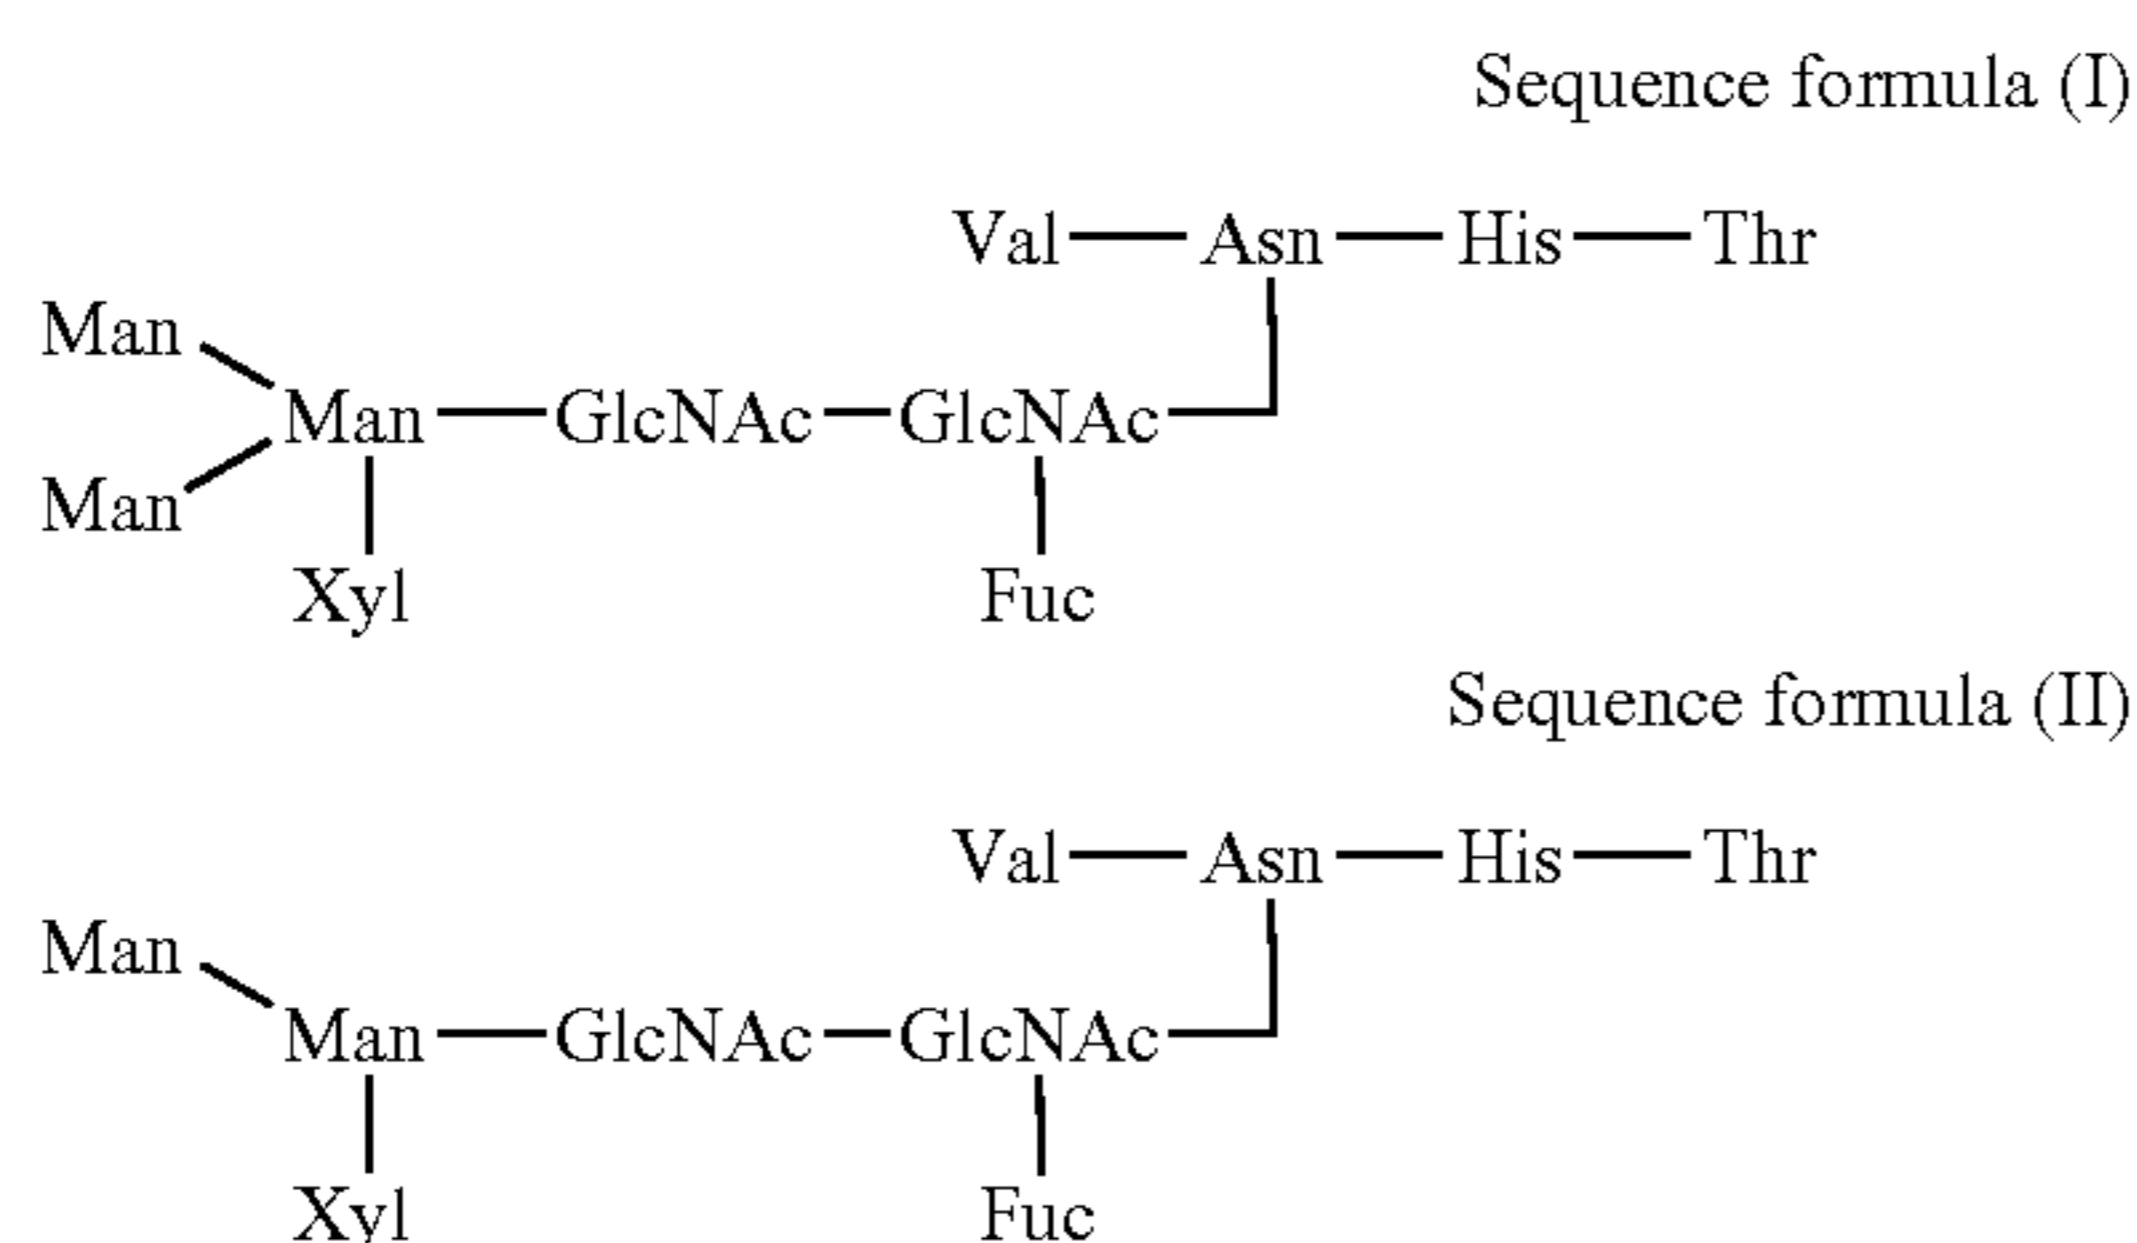 Sequence formula (I)
Val Asn His Thr
Man
Man GlcNAc GlcNAc
Man
Xyl Fuc
Sequence formula (II)
Val Asn His Thr
Man
Man GlcNAc GlcNAc
Xyl Fuc